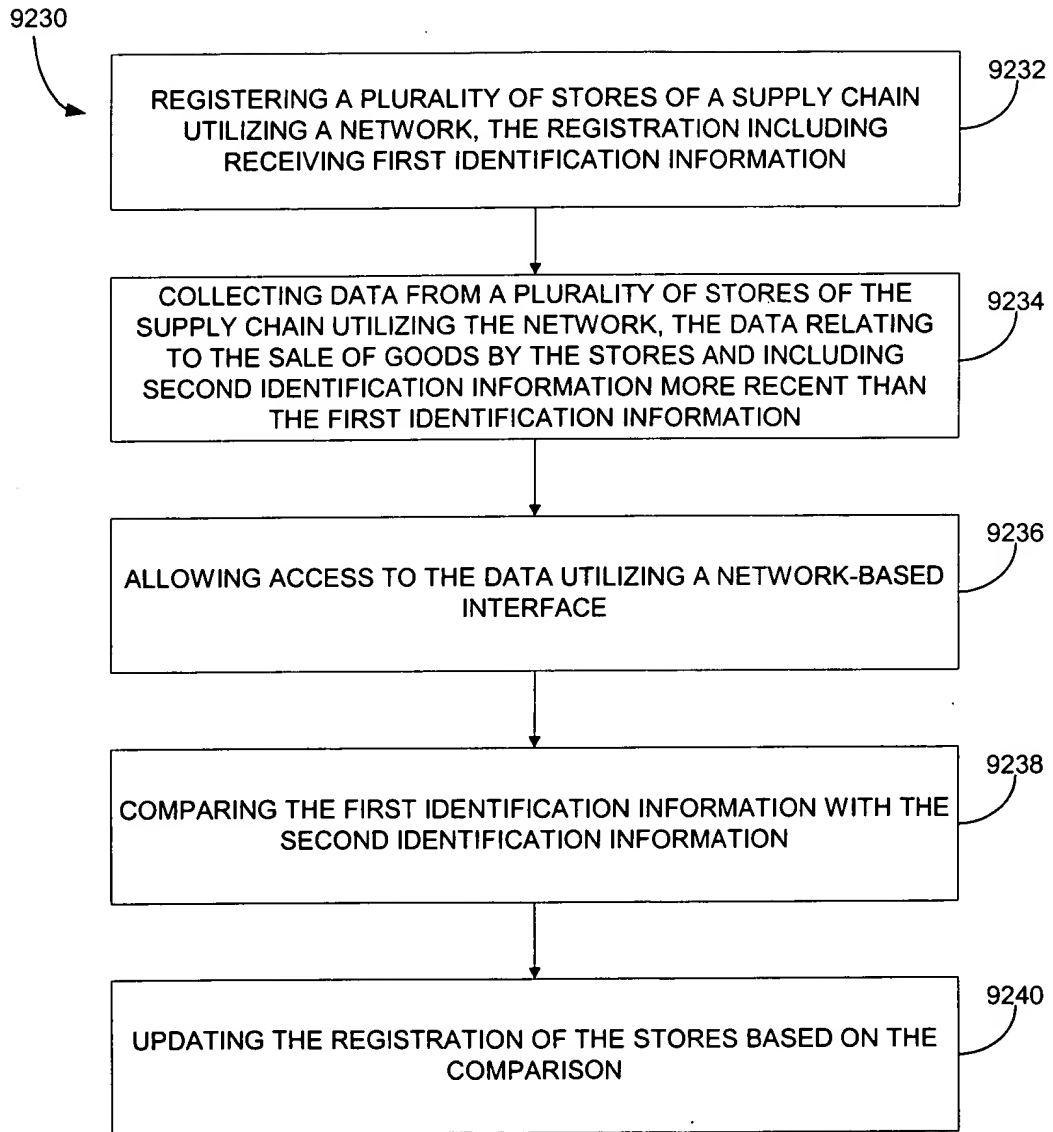 9230
9232
REGISTERING A PLURALITY OF STORES OF A SUPPLY CHAIN
UTILIZING A NETWORK, THE REGISTRATION INCLUDING
RECEIVING FIRST IDENTIFICATION INFORMATION
9234
COLLECTING DATA FROM A PLURALITY OF STORES OF THE
SUPPLY CHAIN UTILIZING THE NETWORK, THE DATA RELATING
TO THE SALE OF GOODS BY THE STORES AND INCLUDING
SECOND IDENTIFICATION INFORMATION MORE RECENT THAN
THE FIRST IDENTIFICATION INFORMATION
9236
ALLOWING ACCESS TO THE DATA UTILIZING A NETWORK-BASED
INTERFACE
9238
COMPARING THE FIRST IDENTIFICATION INFORMATION WITH THE
SECOND IDENTIFICATION INFORMATION
9240
UPDATING THE REGISTRATION OF THE STORES BASED ON THE
COMPARISON